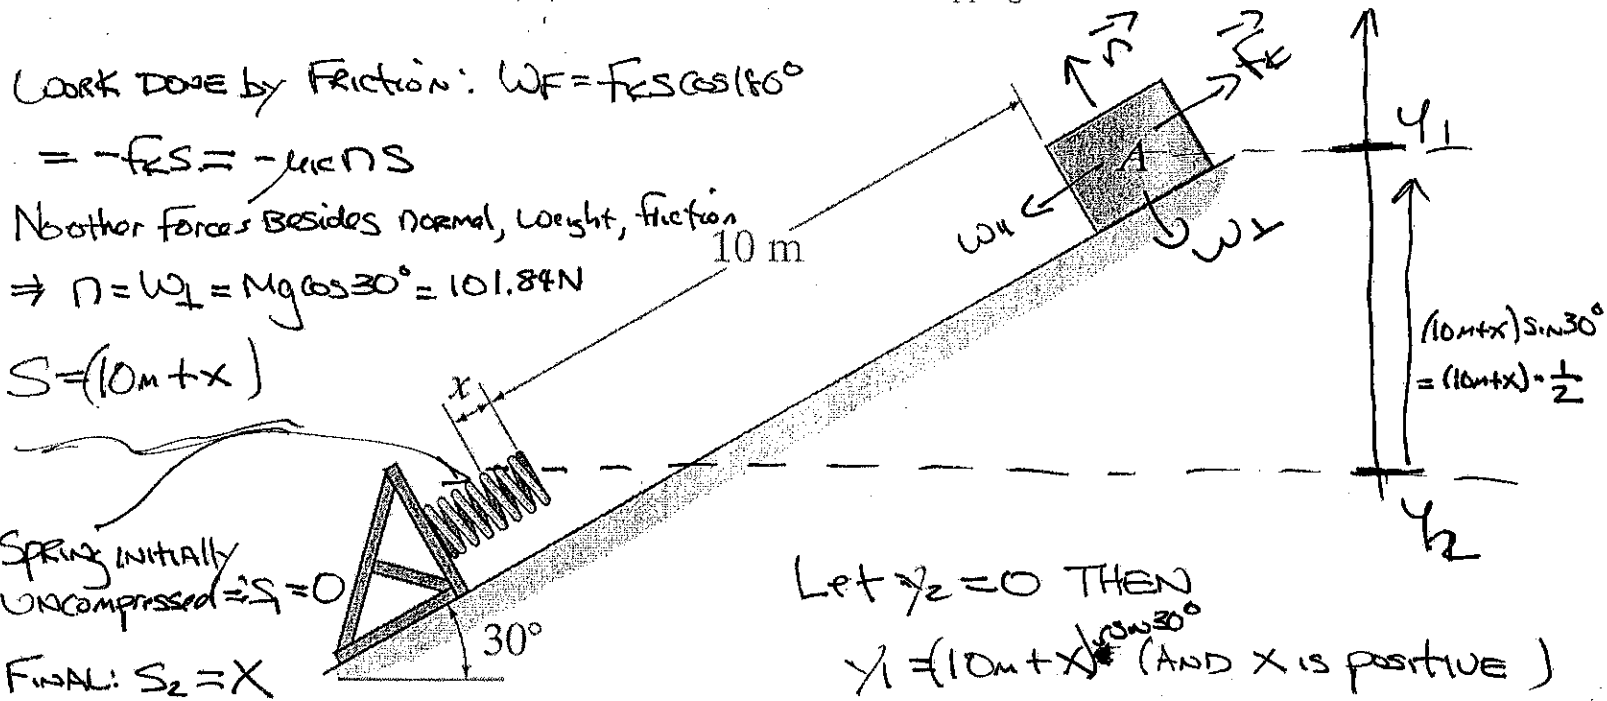 WORK DONE by FRICTION: WF = fKS cos180°
= -fKS = -μKnS
No other forces Besides normal, weight, friction
⇒ n = W⊥ = Mg cos30° = 101.84N
S = (10m + x)
Spring initially
uncompressed ∴ S1 = 0
FINAL: S2 = X
x
10 m
30°
n
fK
A
W∥
W⊥
y1
(10m+x) sin30°
= (10m+x) · 1/2
y2
Let y2 = 0 THEN
y1 = (10m + x) sin30° (AND X is positive)